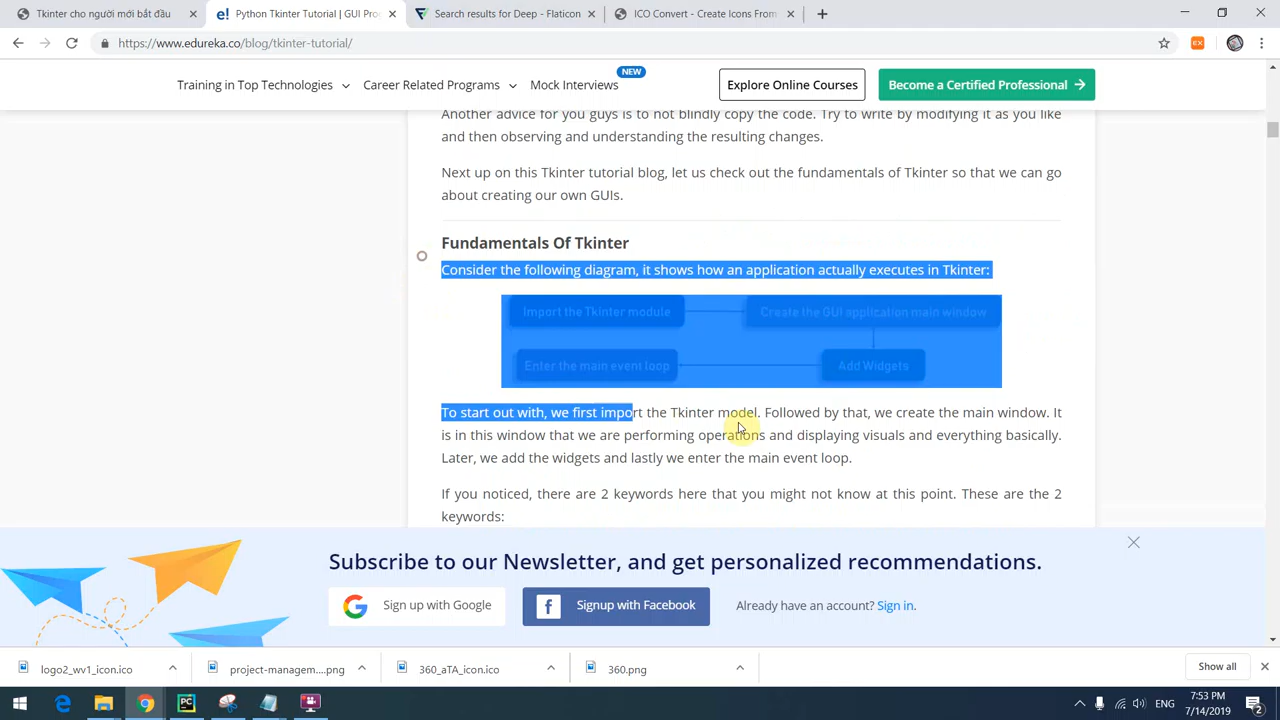 Tkinter cho người mới bắt đầu
Python Tkinter Tutorial | GUI Pro
Search results for Deep - Flaticon
ICO Convert - Create Icons From
https://www.edureka.co/blog/tkinter-tutorial/
Training in Top Technologies
Career Related Programs
Mock Interviews
NEW
Explore Online Courses
Become a Certified Professional
Another advice for you guys is to not blindly copy the code. Try to write by modifying it as you like
and then observing and understanding the resulting changes.
Next up on this Tkinter tutorial blog, let us check out the fundamentals of Tkinter so that we can go
about creating our own GUIs.
Fundamentals Of Tkinter
Consider the following diagram, it shows how an application actually executes in Tkinter:
Import the Tkinter module
Create the GUI application main window
Enter the main event loop
Add Widgets
To start out with, we first import the Tkinter model. Followed by that, we create the main window. It
is in this window that we are performing operations and displaying visuals and everything basically.
Later, we add the widgets and lastly we enter the main event loop.
If you noticed, there are 2 keywords here that you might not know at this point. These are the 2
keywords:
Subscribe to our Newsletter, and get personalized recommendations.
Sign up with Google
Signup with Facebook
Already have an account? Sign in.
logo2_wv1_icon.ico
project-managem....png
360_aTA_icon.ico
360.png
Show all
ENG
7:53 PM
7/14/2019
2